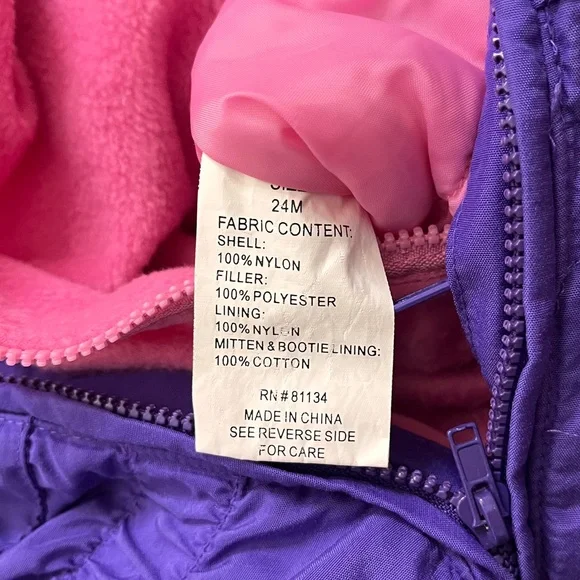 SIZE
24M
FABRIC CONTENT:
SHELL:
100% NYLON
FILLER:
100% POLYESTER
LINING:
100% NYLON
MITTEN & BOOTIE LINING:
100% COTTON
RN # 81134
MADE IN CHINA
SEE REVERSE SIDE
FOR CARE